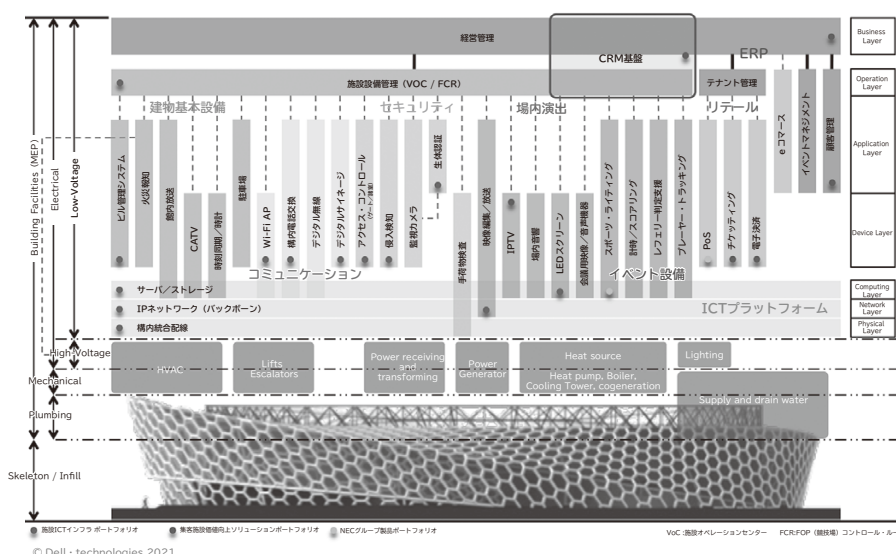 経営管理
CRM基盤
ERP
施設設備管理（VOC / FCR）
テナント管理
建物基本設備
セキュリティ
場内演出
リテール
ビル管理システム
火災報知
館内放送
CATV
時刻同期／時計
駐車場
Wi-Fi AP
構内電話交換
デジタル無線
デジタルサイネージ
アクセス・コントロール
侵入検知
監視カメラ
生体認証
手荷物検査
映像編集／放送
IPTV
場内音響
LEDスクリーン
会議用映像／音声機器
スポーツ・ライティング
計時／スコアリング
レフェリー判定支援
プレーヤー・トラッキング
PoS
チケッティング
電子決済
eコマース
イベントマネジメント
顧客管理
コミュニケーション
イベント設備
サーバ／ストレージ
IPネットワーク（バックボーン）
構内統合配線
ICTプラットフォーム
Business
Layer
Operation
Layer
Application
Layer
Device Layer
Computing
Layer
Network
Layer
Physical
Layer
Building Facilities (MEP)
Electrical
Low-Voltage
High-Voltage
Mechanical
Plumbing
Skeleton / Infill
HVAC
Lifts
Escalators
Power receiving
and
transforming
Power
Generator
Heat source
Heat pump, Boiler,
Cooling Tower, cogeneration
Lighting
Supply and drain water
施設ICTインフラ ポートフォリオ
集客施設価値向上ソリューションポートフォリオ
NECグループ製品ポートフォリオ
VoC :施設オペレーションセンター FCR:FOP（競技場）コントロール・ルー
© Dell・technologies 2021